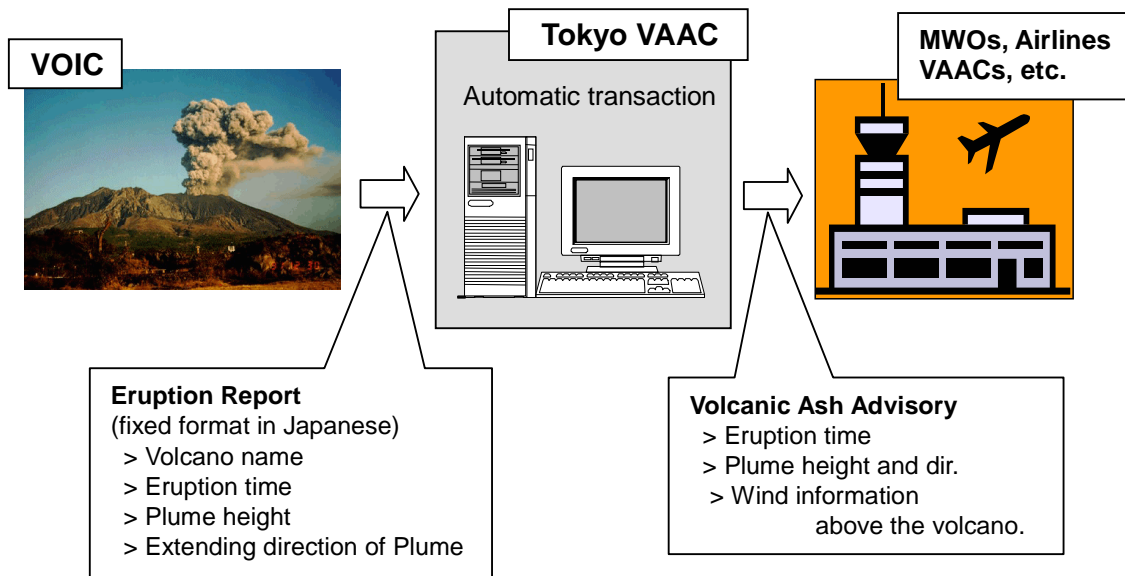 VOIC
Tokyo VAAC
Automatic transaction
MWOs, Airlines
VAACs, etc.
Eruption Report
(fixed format in Japanese)
> Volcano name
> Eruption time
> Plume height
> Extending direction of Plume
Volcanic Ash Advisory
> Eruption time
> Plume height and dir.
> Wind information
above the volcano.